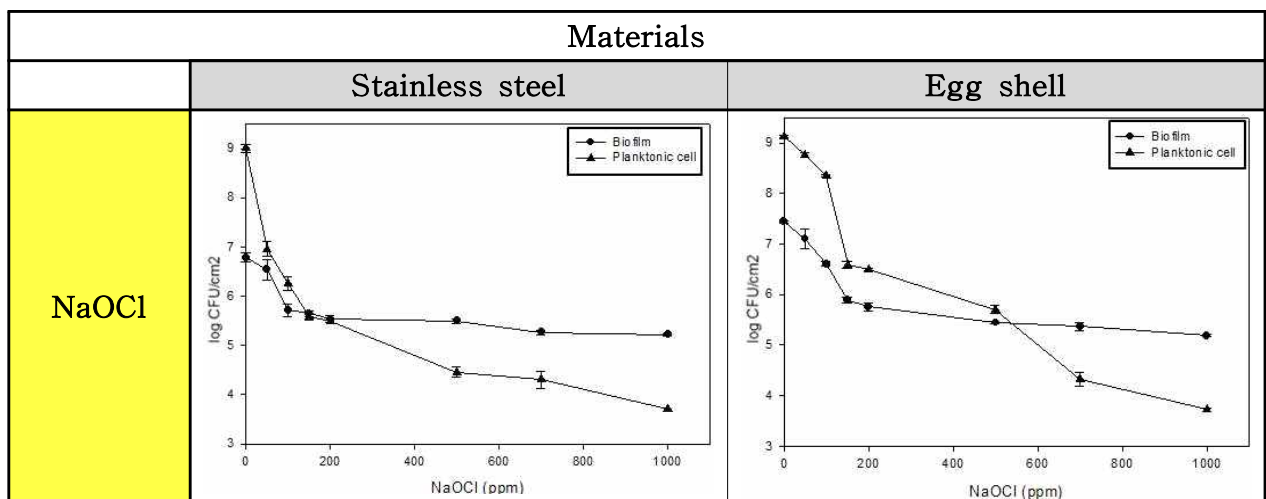 Materials
Stainless steel
Egg shell
NaOCl
Biofilm
Planktonic cell
9
8
7
6
5
4
3
log CFU/cm2
0
200
400
600
800
1000
NaOCl (ppm)
Biofilm
Planktonic cell
9
8
7
6
5
4
3
log CFU/cm2
0
200
400
600
800
1000
NaOCl (ppm)